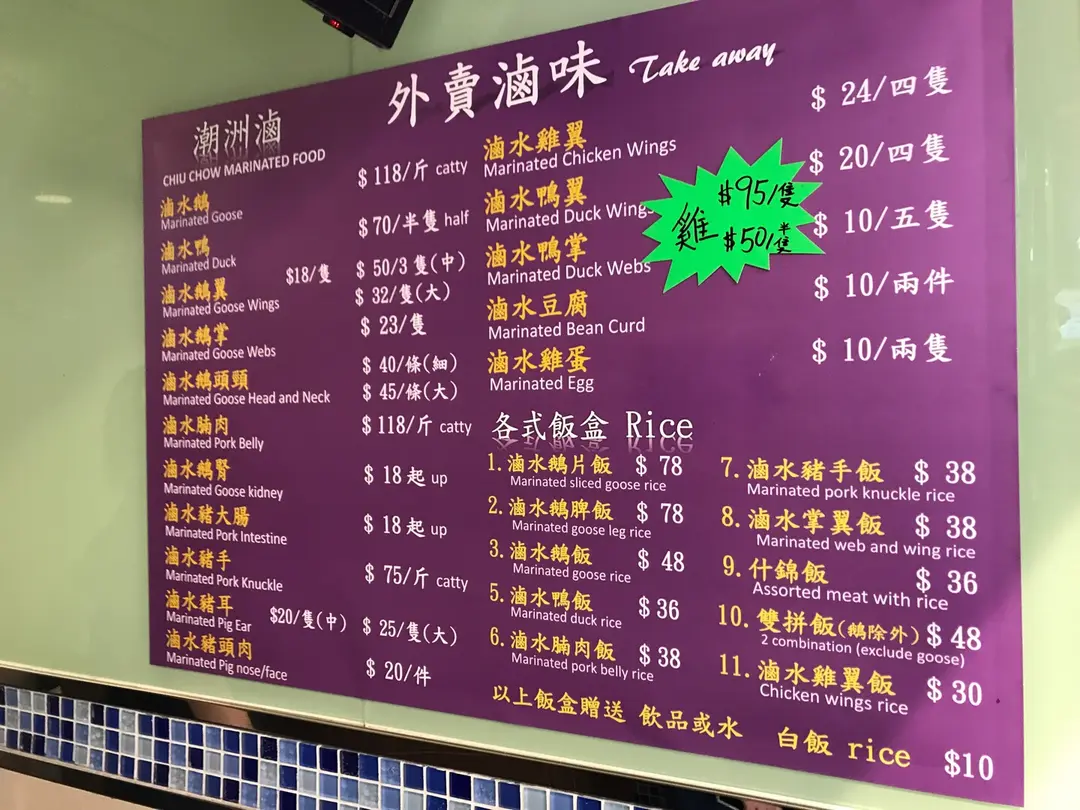 外賣滷味 Take away
潮洲滷
CHIU CHOW MARINATED FOOD
滷水鵝 $118/斤 catty
Marinated Goose
滷水鴨 $70/半隻 half
Marinated Duck
滷水鵝翼 $18/隻 $50/3隻(中)
$32/隻(大)
Marinated Goose Wings
滷水鵝掌 $23/隻
Marinated Goose Webs
滷水鵝頭頸 $40/條(細)
$45/條(大)
Marinated Goose Head and Neck
滷水腩肉 $118/斤 catty
Marinated Pork Belly
滷水鵝腎 $18起 up
Marinated Goose kidney
滷水豬大腸 $18起 up
Marinated Pork Intestine
滷水豬手 $75/斤 catty
Marinated Pork Knuckle
滷水豬耳 $20/隻(中) $25/隻(大)
Marinated Pig Ear
滷水豬頭肉 $20/件
Marinated Pig nose/face
滷水雞翼 $24/四隻
Marinated Chicken Wings
滷水鴨翼 $20/四隻
Marinated Duck Wings
滷水鴨掌 $10/五隻
Marinated Duck Webs
滷水豆腐 $10/兩件
Marinated Bean Curd
滷水雞蛋 $10/兩隻
Marinated Egg
雞
$95/隻
$50/半隻
各式飯盒 Rice
1.滷水鵝片飯 $78
Marinated sliced goose rice
2.滷水鵝脾飯 $78
Marinated goose leg rice
3.滷水鵝飯 $48
Marinated goose rice
5.滷水鴨飯 $36
Marinated duck rice
6.滷水腩肉飯 $38
Marinated pork belly rice
7.滷水豬手飯 $38
Marinated pork knuckle rice
8.滷水掌翼飯 $38
Marinated web and wing rice
9.什錦飯 $36
Assorted meat with rice
10.雙拼飯(鵝除外) $48
2 combination (exclude goose)
11.滷水雞翼飯 $30
Chicken wings rice
以上飯盒贈送 飲品或水 白飯 rice $10